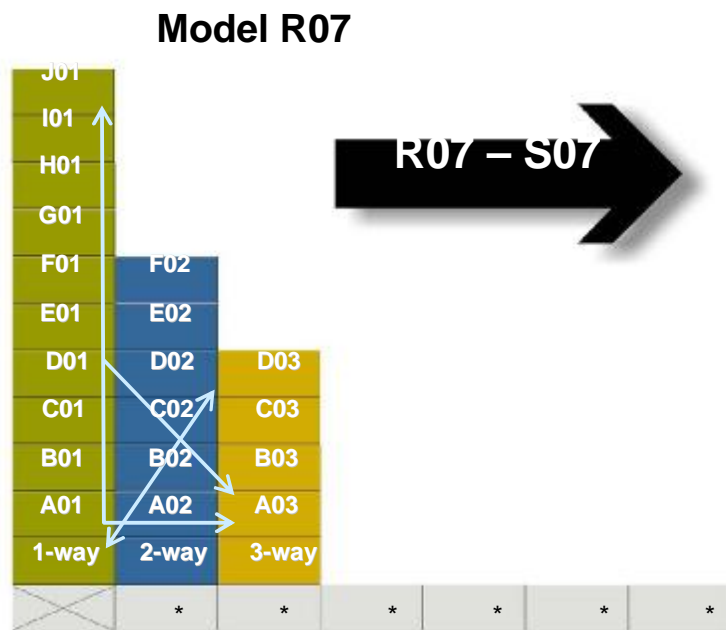 Model R07
J01
I01
R07 – S07
H01
G01
F01 F02
E01 E02
D01 D02 D03
C01 C02 C03
B01 B02 B03
A01 A02 A03
1-way 2-way 3-way
* * * * * *